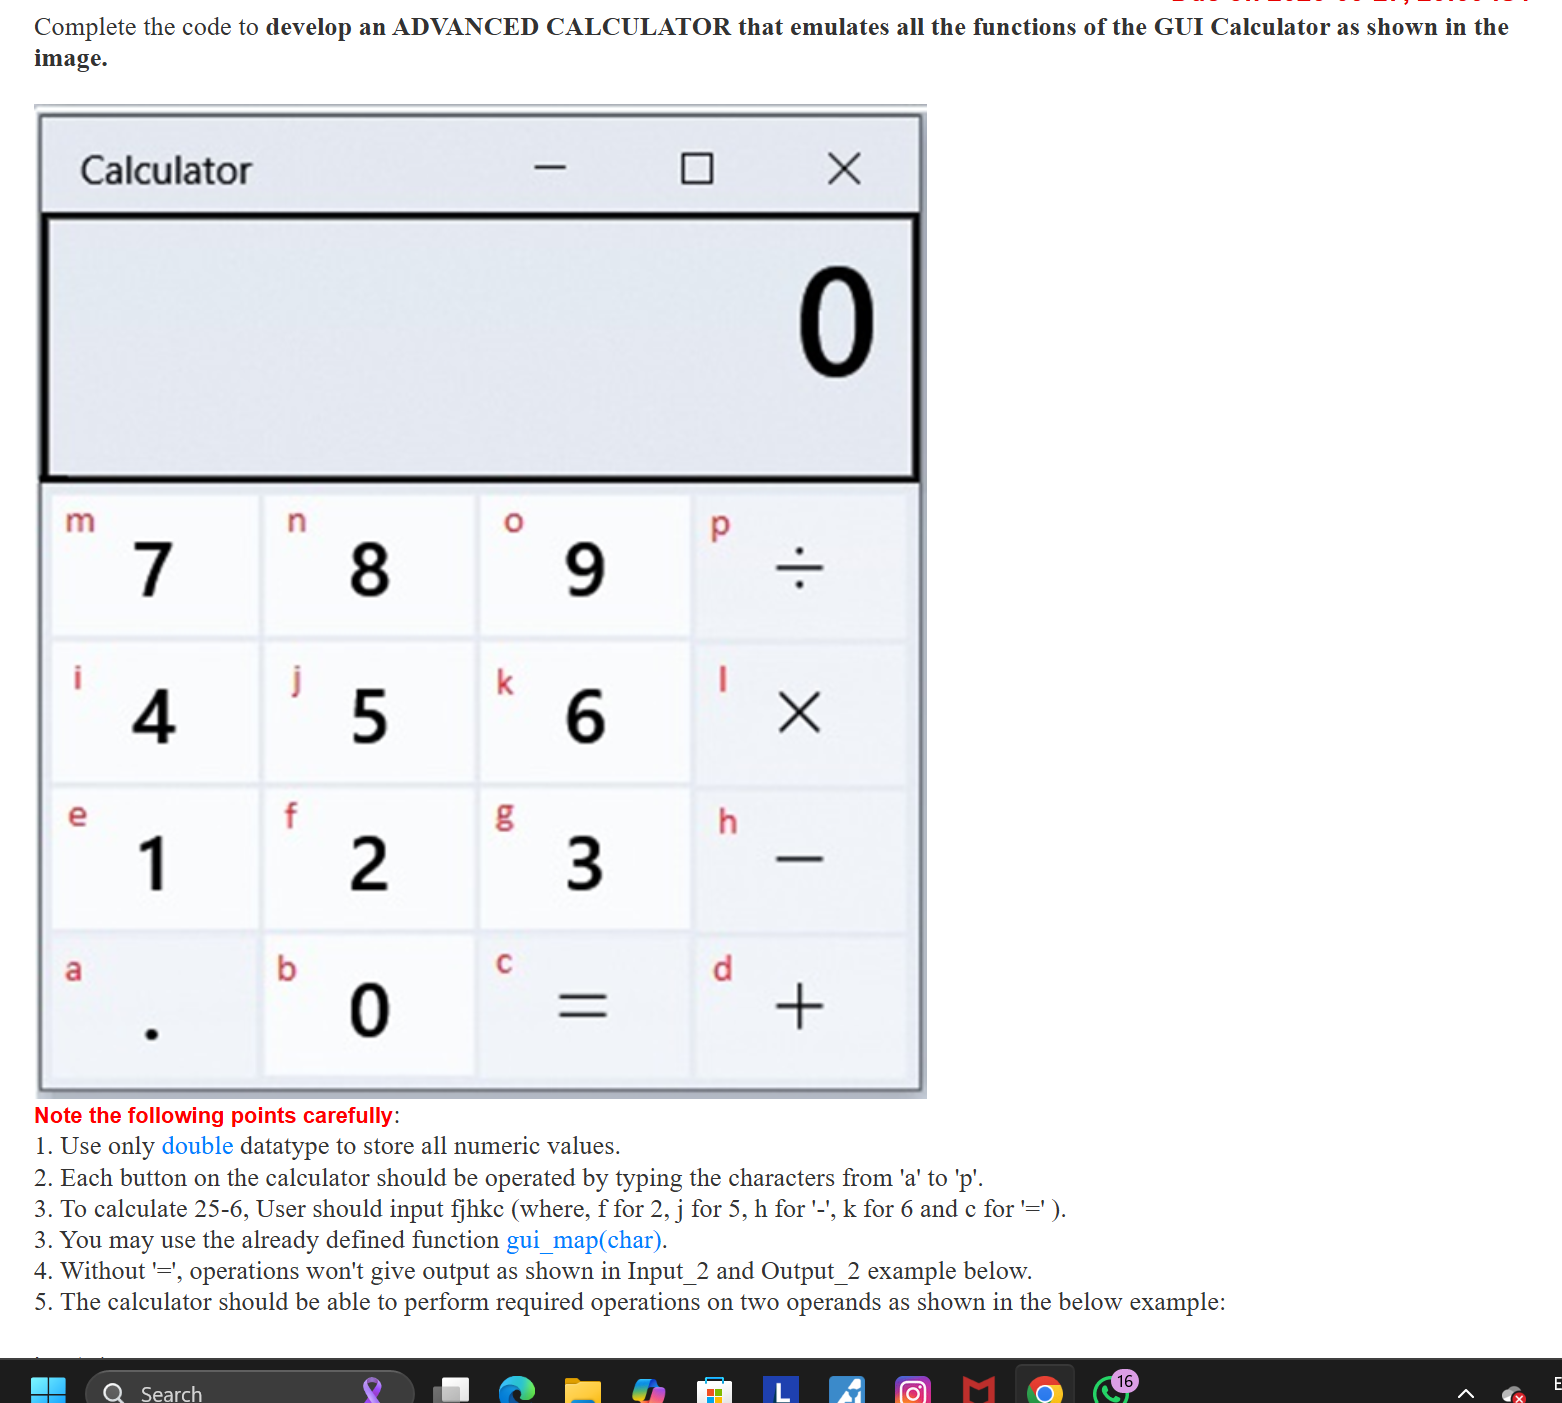 Complete the code to develop an ADVANCED CALCULATOR that emulates all the functions of the GUI Calculator as shown in the
image.
Calculator
0
m 7 n 8 o 9 p ÷
i 4 j 5 k 6 l ×
e 1 f 2 g 3 h −
a . b 0 c = d +
Note the following points carefully:
1. Use only double datatype to store all numeric values.
2. Each button on the calculator should be operated by typing the characters from 'a' to 'p'.
3. To calculate 25-6, User should input fjhkc (where, f for 2, j for 5, h for '-', k for 6 and c for '=' ).
3. You may use the already defined function gui_map(char).
4. Without '=', operations won't give output as shown in Input_2 and Output_2 example below.
5. The calculator should be able to perform required operations on two operands as shown in the below example:
Search
L
16